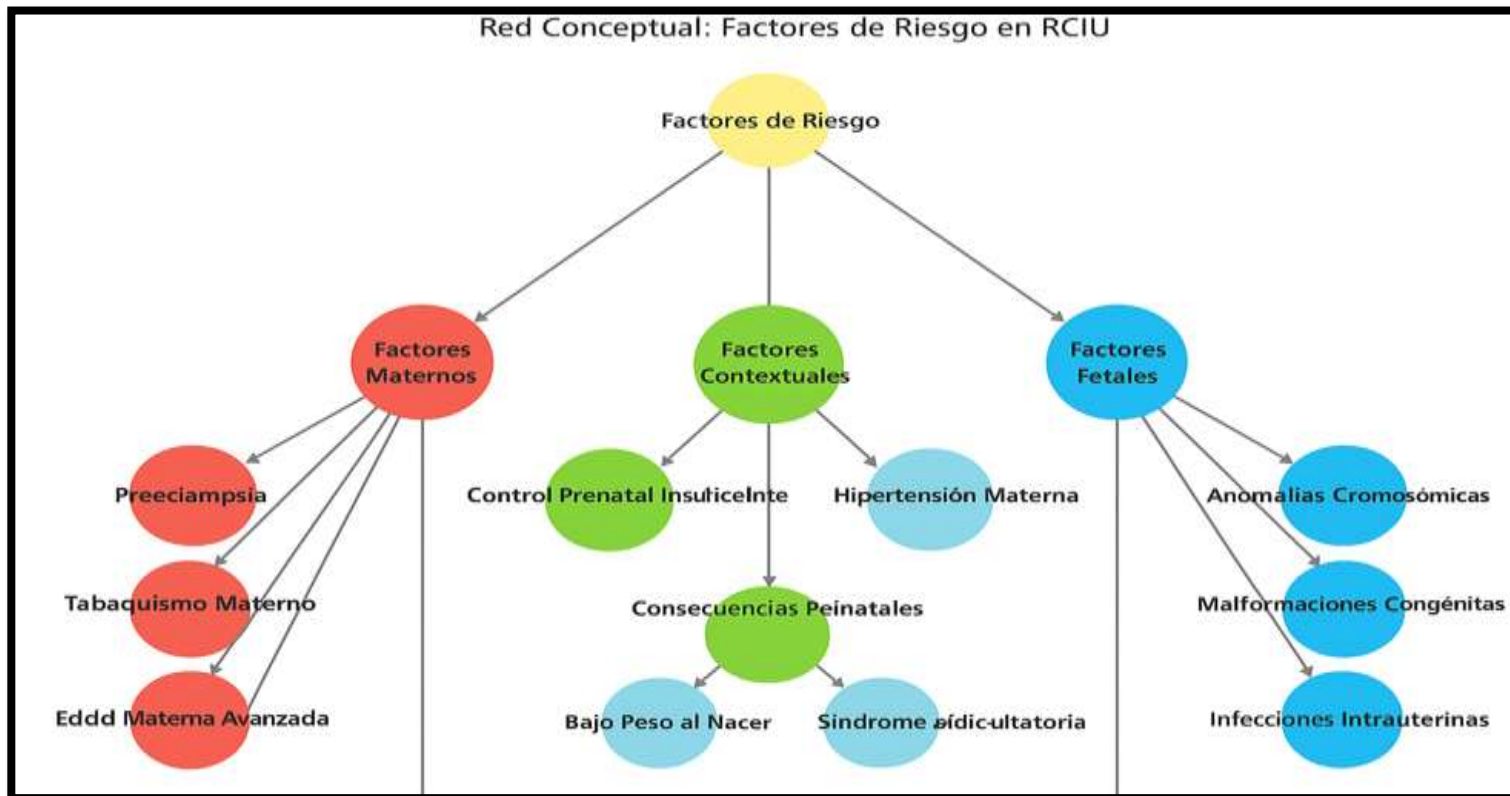 Red Conceptual: Factores de Riesgo en RCIU
Factores de Riesgo
Factores
Maternos
Factores
Contextuales
Factores
Fetales
Preeciampsia
Control Prenatal
Hipertensión Materna
Anomalias Cromosómicas
Tabaquismo Materno
Consecuencias Peinatales
Malformaciones Congénitas
Eddd Materna Avanzada
Bajo Peso al Nacer
Sindrome
Infecciones Intrauterinas